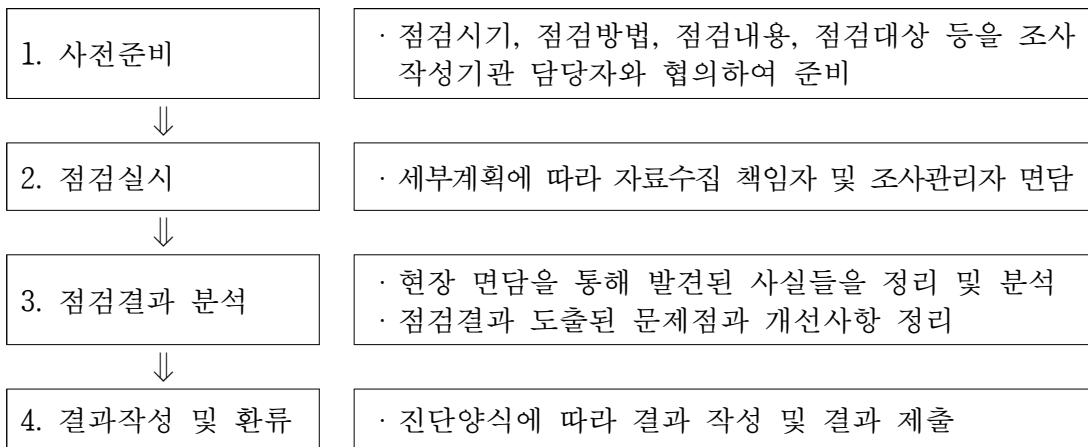 1. 사전준비
· 점검시기, 점검방법, 점검내용, 점검대상 등을 조사
작성기관 담당자와 협의하여 준비
⇓
2. 점검실시
· 세부계획에 따라 자료수집 책임자 및 조사관리자 면담
⇓
3. 점검결과 분석
· 현장 면담을 통해 발견된 사실들을 정리 및 분석
· 점검결과 도출된 문제점과 개선사항 정리
⇓
4. 결과작성 및 환류
· 진단양식에 따라 결과 작성 및 결과 제출